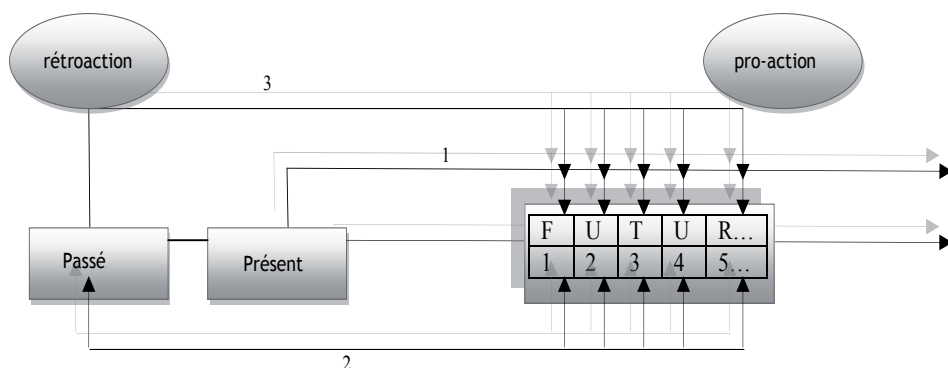 rétroaction
pro-action
3
1
F U T U R...
1 2 3 4 5...
Passé
Présent
2